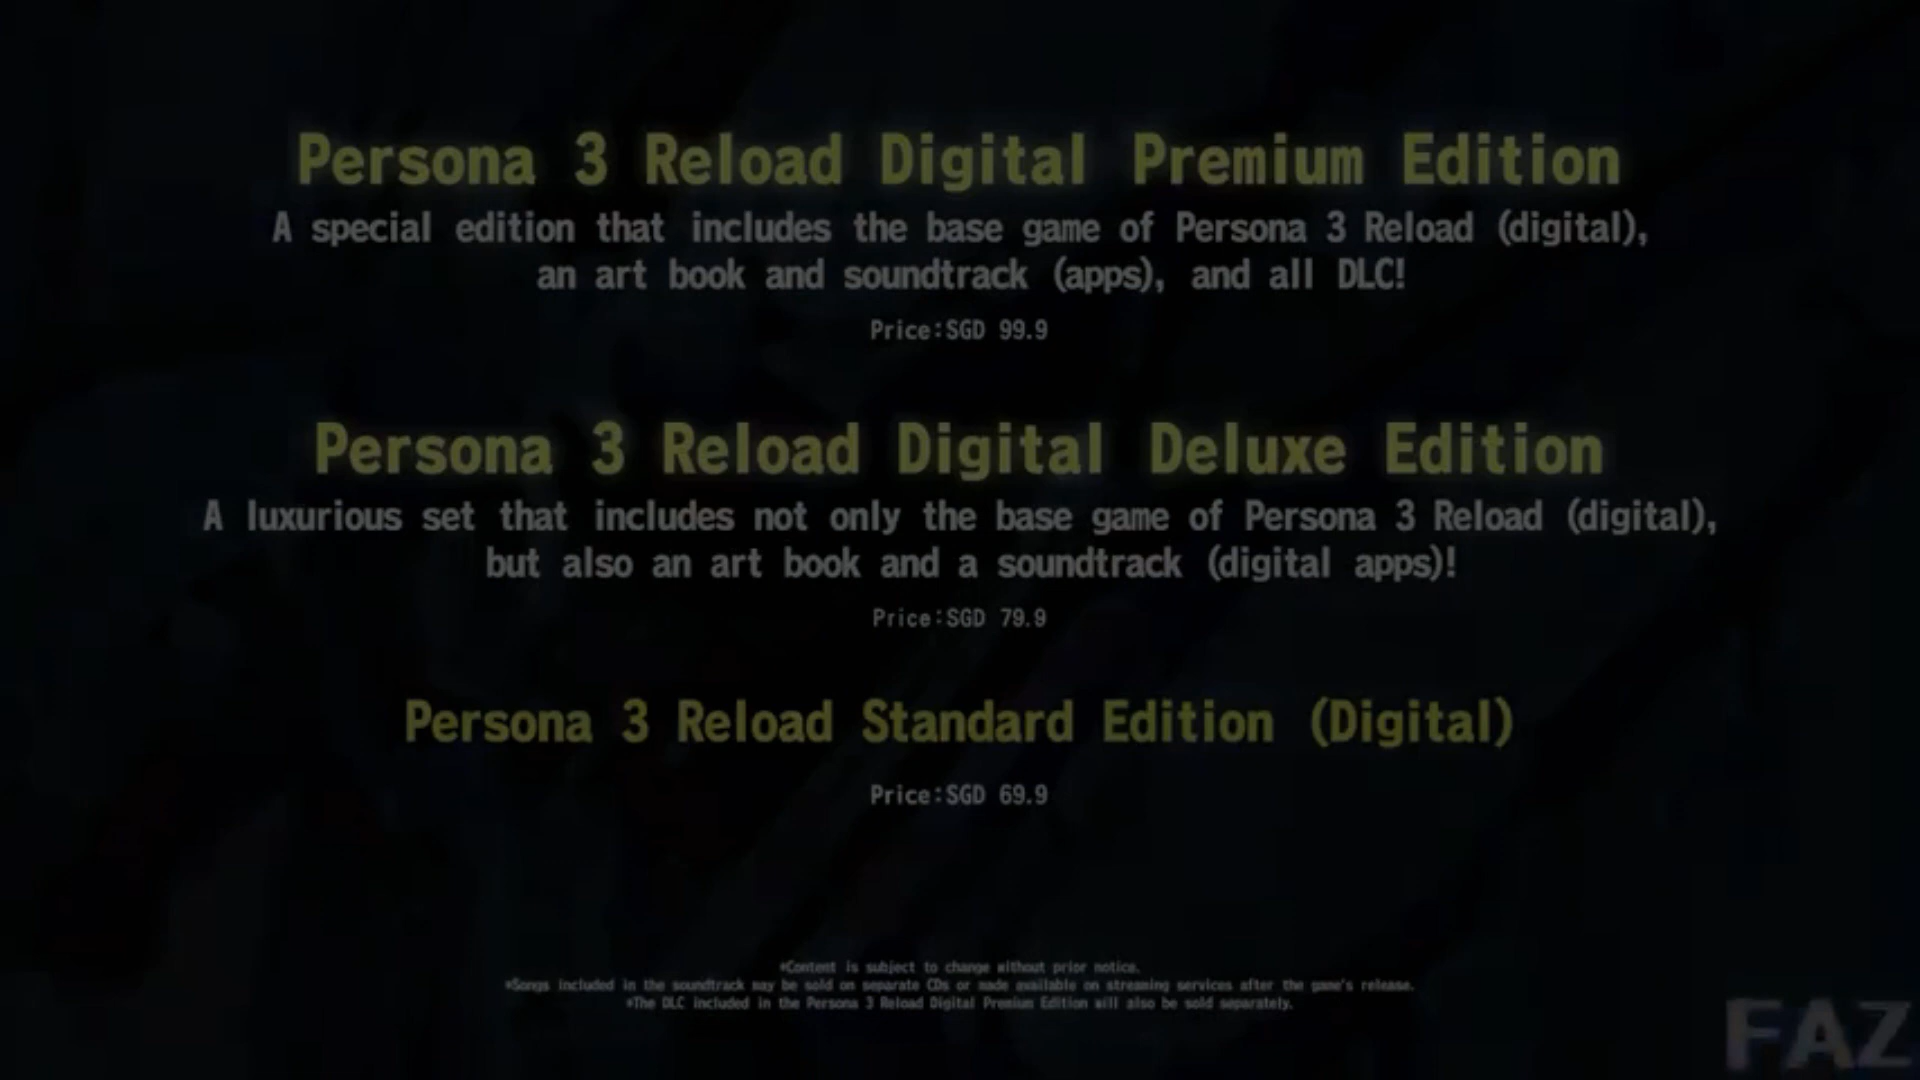 Persona 3 Reload Digital Premium Edition
A special edition that includes the base game of Persona 3 Reload (digital),
an art book and soundtrack (apps), and all DLC!
Price:SGD 99.9
Persona 3 Reload Digital Deluxe Edition
A luxurious set that includes not only the base game of Persona 3 Reload (digital),
but also an art book and a soundtrack (digital apps)!
Price:SGD 79.9
Persona 3 Reload Standard Edition (Digital)
Price:SGD 69.9
*Content is subject to change without prior notice.
*Songs included in the soundtrack may be sold on separate CDs or made available on streaming services after the game's release.
*The DLC included in the Persona 3 Reload Digital Premium Edition will also be sold separately.
FAZ